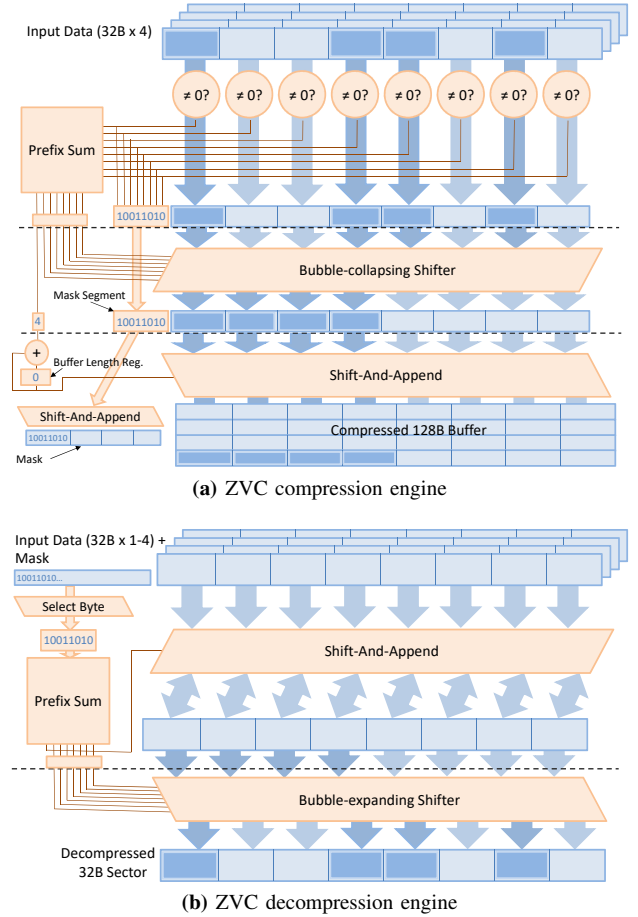 Input Data (32B x 4)
≠ 0? ≠ 0? ≠ 0? ≠ 0? ≠ 0? ≠ 0? ≠ 0? ≠ 0?
Prefix Sum
10011010
Bubble-collapsing Shifter
Mask Segment
4
10011010
+
Buffer Length Reg.
0
Shift-And-Append
Shift-And-Append
10011010
Compressed 128B Buffer
Mask
(a) ZVC compression engine
Input Data (32B x 1-4) +
Mask
10011010...
Select Byte
10011010
Shift-And-Append
Prefix Sum
Bubble-expanding Shifter
Decompressed
32B Sector
(b) ZVC decompression engine